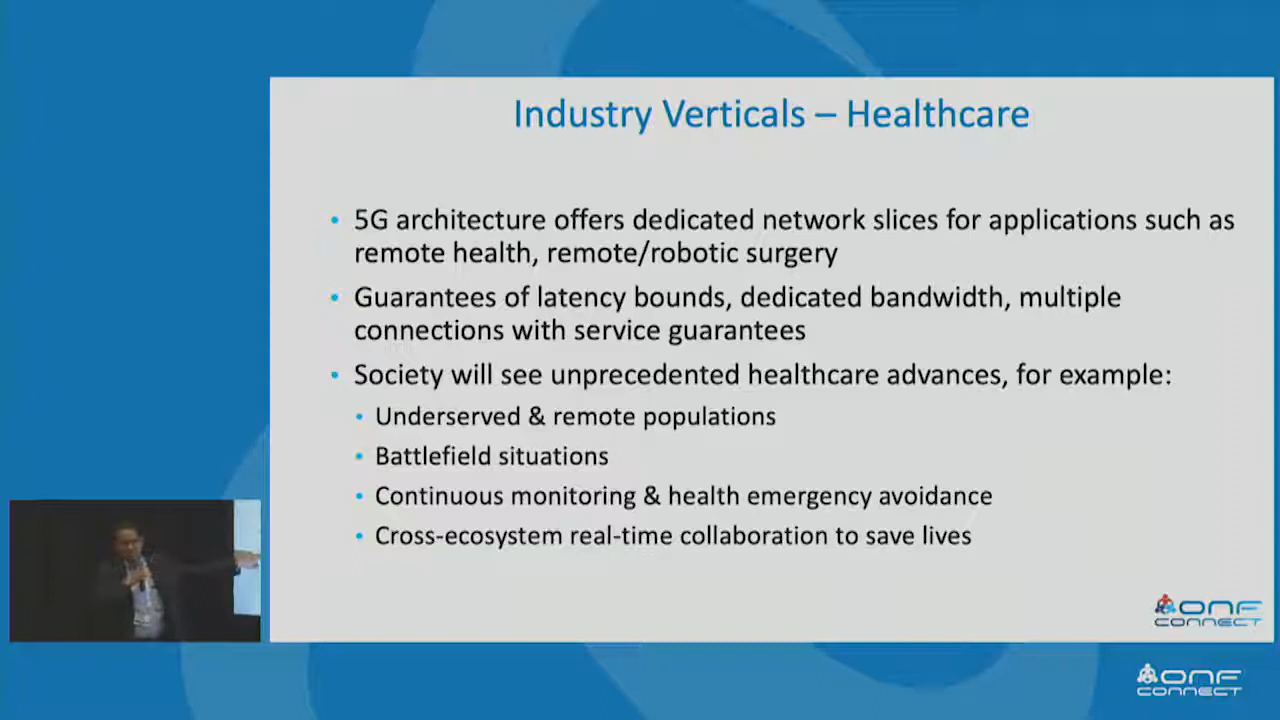 Industry Verticals – Healthcare
• 5G architecture offers dedicated network slices for applications such as
remote health, remote/robotic surgery
• Guarantees of latency bounds, dedicated bandwidth, multiple
connections with service guarantees
• Society will see unprecedented healthcare advances, for example:
• Underserved & remote populations
• Battlefield situations
• Continuous monitoring & health emergency avoidance
• Cross-ecosystem real-time collaboration to save lives
ONF
CONNECT
ONF
CONNECT